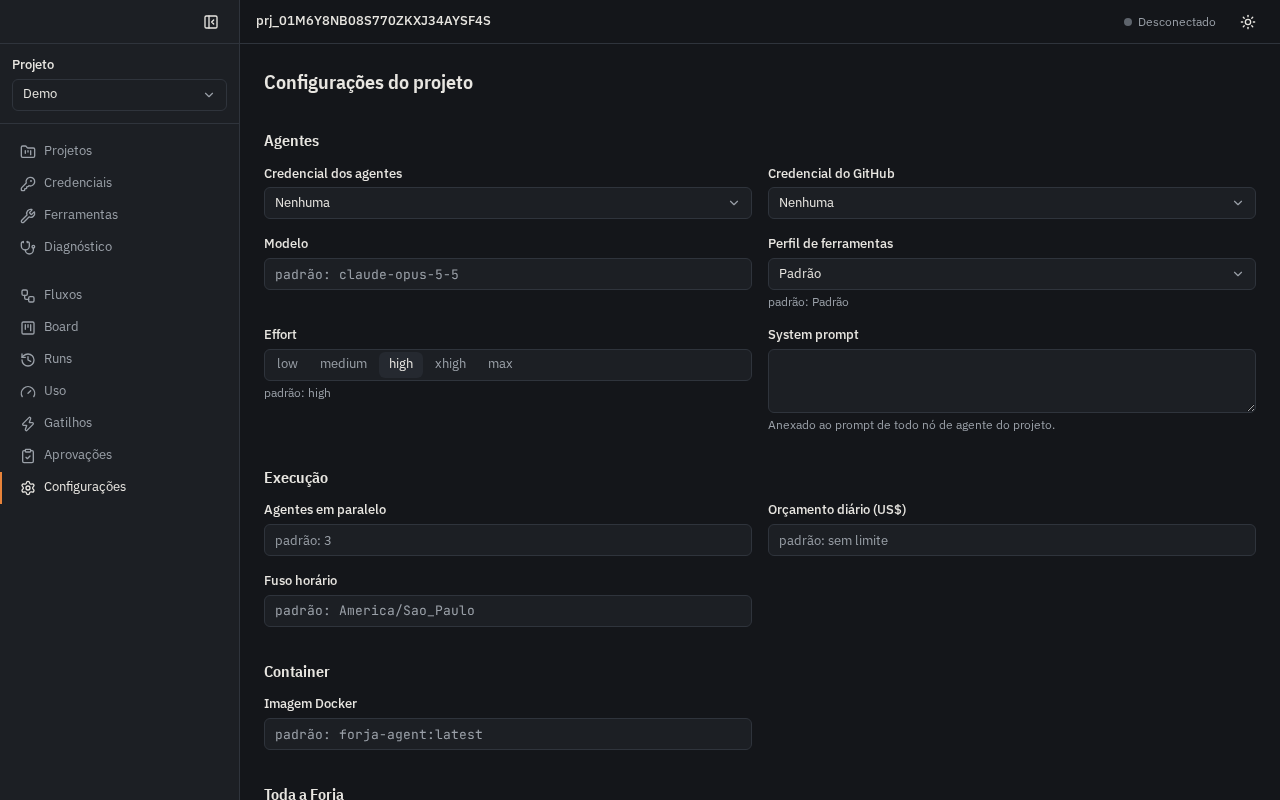 prj_01M6Y8NB08S77OZKXJ34AYSF4S
Desconectado
Projeto
Demo
Projetos
Credenciais
Ferramentas
Diagnóstico
Fluxos
Board
Runs
Uso
Gatilhos
Aprovações
Configurações
Configurações do projeto
Agentes
Credencial dos agentes
Nenhuma
Credencial do GitHub
Nenhuma
Modelo
padrão: claude-opus-5-5
Perfil de ferramentas
Padrão
padrão: Padrão
Effort
low medium high xhigh max
padrão: high
System prompt
Anexado ao prompt de todo nó de agente do projeto.
Execução
Agentes em paralelo
padrão: 3
Orçamento diário (US$)
padrão: sem limite
Fuso horário
padrão: America/Sao_Paulo
Container
Imagem Docker
padrão: forja-agent:latest
Toda a Forja